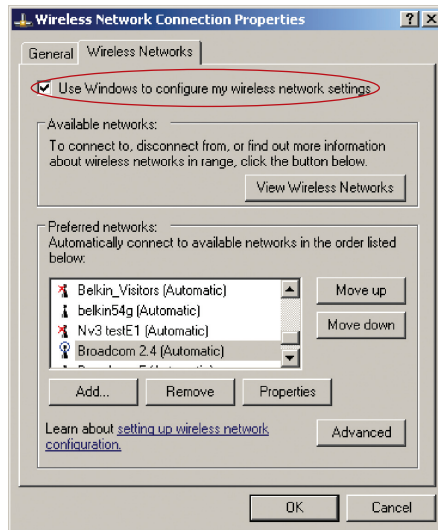 Wireless Network Connection Properties
General
Wireless Networks
Use Windows to configure my wireless network settings
Available networks:
To connect to, disconnect from, or find out more information
about wireless networks in range, click the button below.
View Wireless Networks
Preferred networks:
Automatically connect to available networks in the order listed
below:
Belkin_Visitors (Automatic)
belkin54g (Automatic)
Nv3 testE1 (Automatic)
Broadcom 2.4 (Automatic)
Move up
Move down
Add...
Remove
Properties
Learn about setting up wireless network
configuration.
Advanced
OK
Cancel